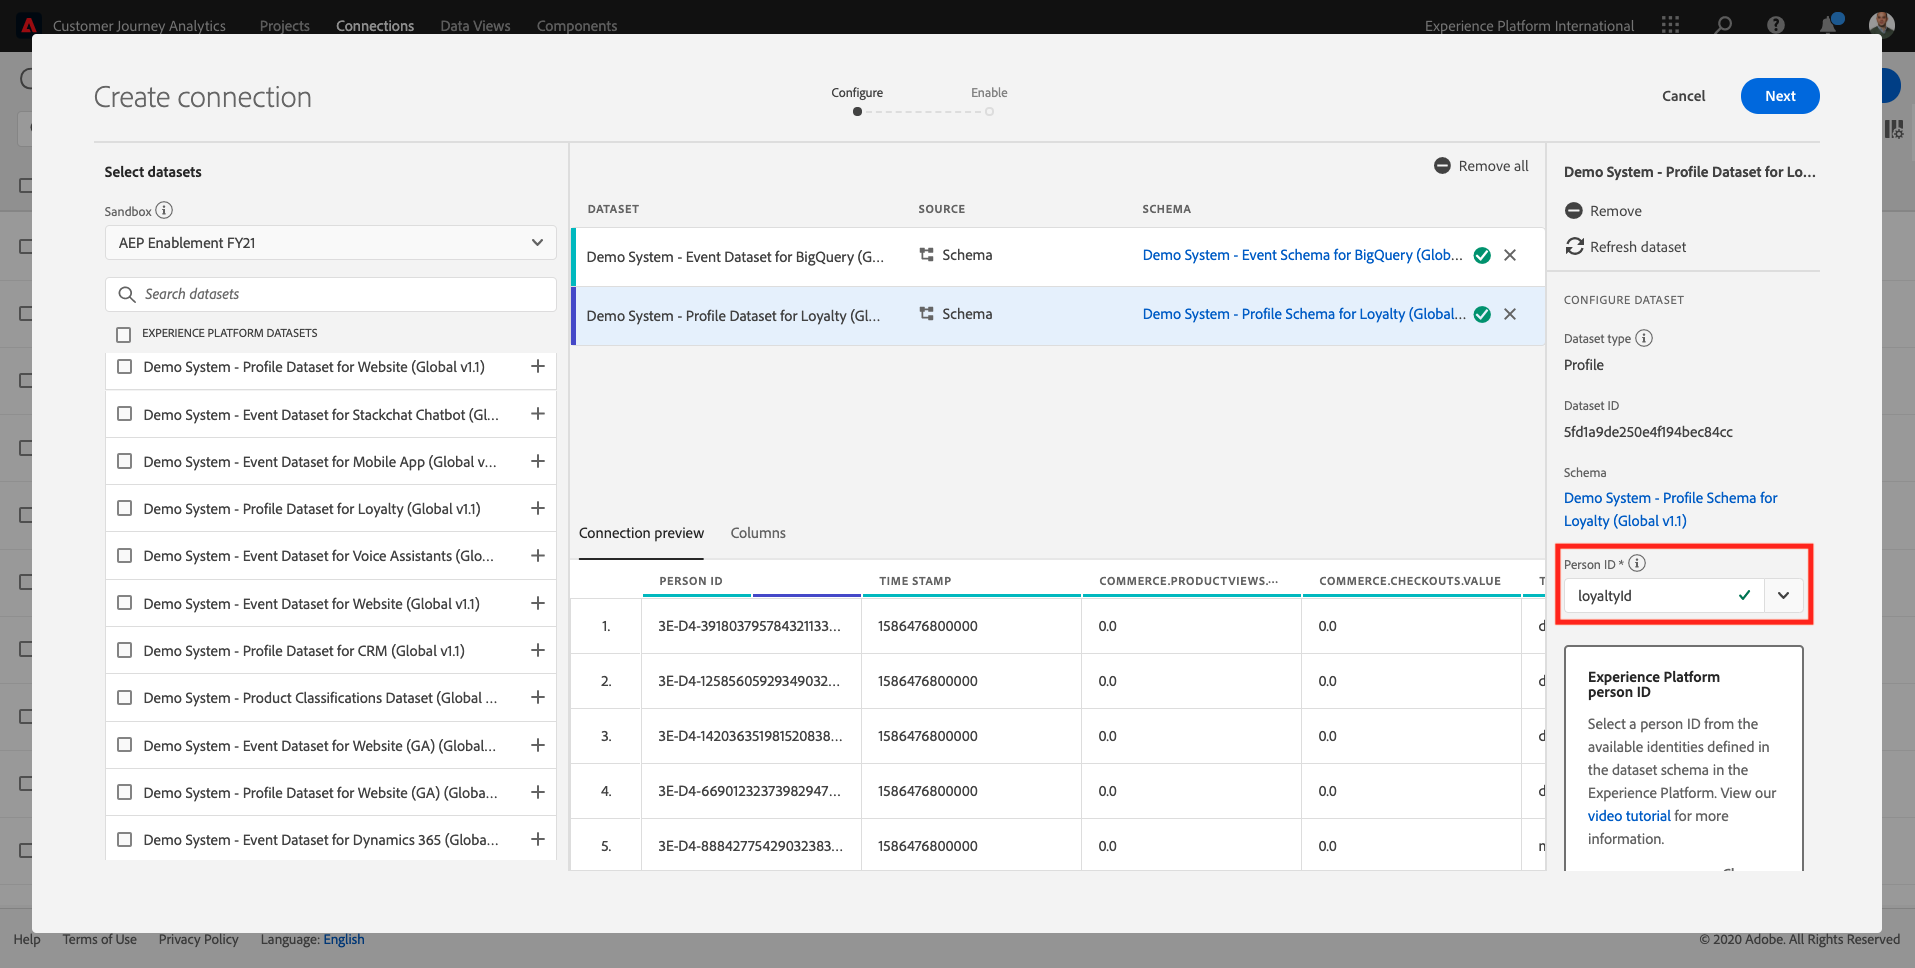 Customer Journey Analytics
Projects
Connections
Data Views
Components
Experience Platform International
Create connection
Configure
Enable
Cancel
Next
Select datasets
Sandbox
AEP Enablement FY21
Search datasets
EXPERIENCE PLATFORM DATASETS
Demo System - Profile Dataset for Website (Global v1.1)
Demo System - Event Dataset for Stackchat Chatbot (Gl...
Demo System - Event Dataset for Mobile App (Global v...
Demo System - Profile Dataset for Loyalty (Global v1.1)
Demo System - Event Dataset for Voice Assistants (Glo...
Demo System - Event Dataset for Website (Global v1.1)
Demo System - Profile Dataset for CRM (Global v1.1)
Demo System - Product Classifications Dataset (Global ...
Demo System - Event Dataset for Website (GA) (Global...
Demo System - Profile Dataset for Website (GA) (Globa...
Demo System - Event Dataset for Dynamics 365 (Globa...
Remove all
DATASET SOURCE SCHEMA
Demo System - Event Dataset for BigQuery (G... Schema Demo System - Event Schema for BigQuery (Glob...
Demo System - Profile Dataset for Loyalty (Gl... Schema Demo System - Profile Schema for Loyalty (Global...
Connection preview
Columns
PERSON ID TIME STAMP COMMERCE.PRODUCTVIEWS.... COMMERCE.CHECKOUTS.VALUE
1. 3E-D4-391803795784321133... 1586476800000 0.0 0.0
2. 3E-D4-12585605929349032... 1586476800000 0.0 0.0
3. 3E-D4-142036351981520838... 1586476800000 0.0 0.0
4. 3E-D4-66901232373982947... 1586476800000 0.0 0.0
5. 3E-D4-88842775429032383... 1586476800000 0.0 0.0
Demo System - Profile Dataset for Lo...
Remove
Refresh dataset
CONFIGURE DATASET
Dataset type
Profile
Dataset ID
5fd1a9de250e4f194bec84cc
Schema
Demo System - Profile Schema for
Loyalty (Global v1.1)
Person ID *
loyaltyId
Experience Platform
person ID
Select a person ID from the
available identities defined in
the dataset schema in the
Experience Platform. View our
video tutorial for more
information.
Help
Terms of Use
Privacy Policy
Language: English
© 2020 Adobe. All Rights Reserved